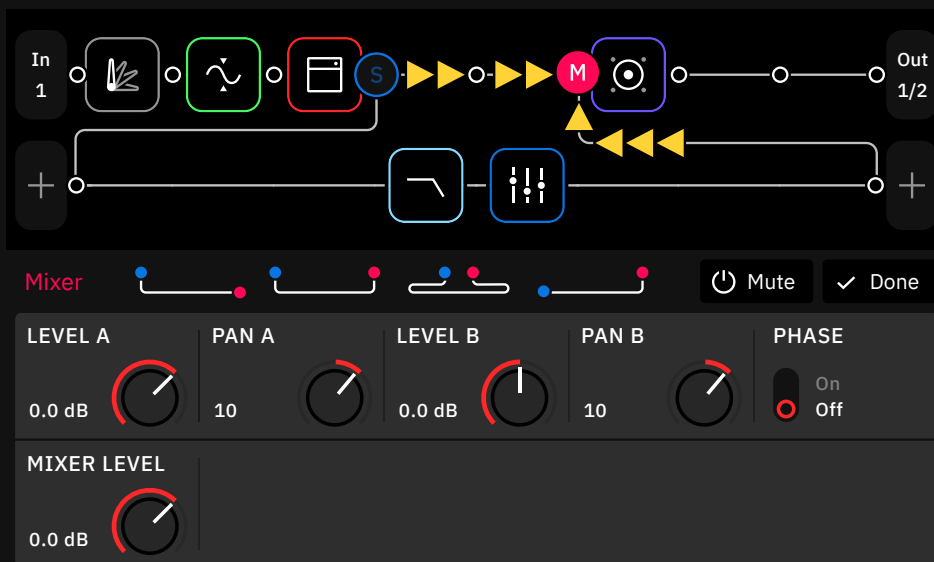 In
1
S
M
Out
1/2
Mixer
Mute
Done
LEVEL A
PAN A
LEVEL B
PAN B
PHASE
0.0 dB
10
0.0 dB
10
On
Off
MIXER LEVEL
0.0 dB